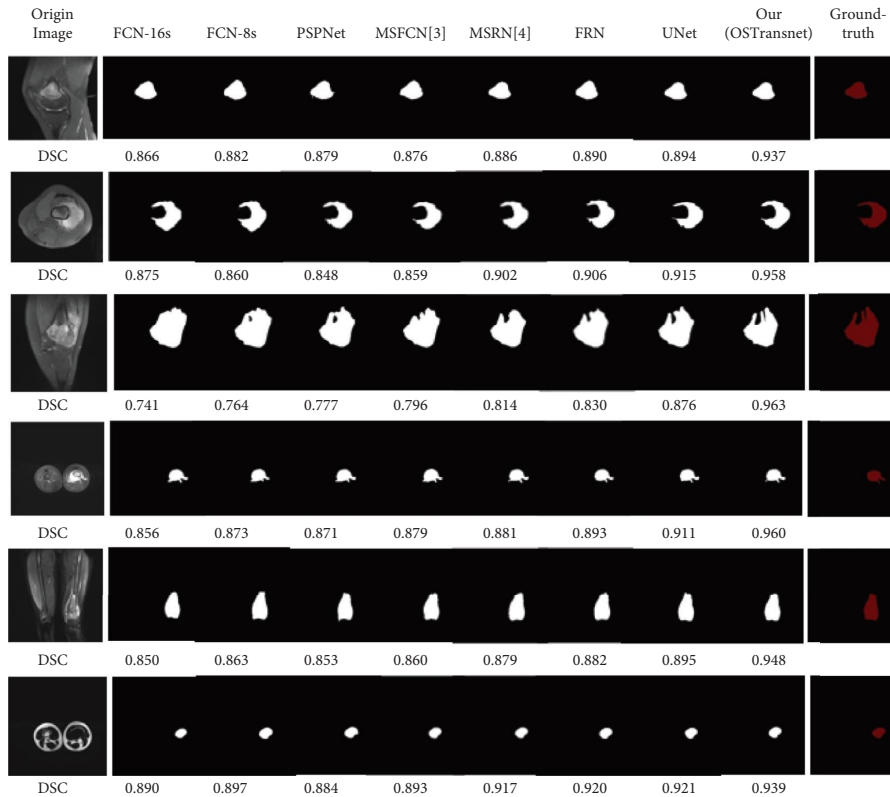 Origin Image FCN-16s FCN-8s PSPNet MSFCN[3] MSRN[4] FRN UNet Our (OSTransnet) Ground-truth
DSC 0.866 0.882 0.879 0.876 0.886 0.890 0.894 0.937
DSC 0.875 0.860 0.848 0.859 0.902 0.906 0.915 0.958
DSC 0.741 0.764 0.777 0.796 0.814 0.830 0.876 0.963
DSC 0.856 0.873 0.871 0.879 0.881 0.893 0.911 0.960
DSC 0.850 0.863 0.853 0.860 0.879 0.882 0.895 0.948
DSC 0.890 0.897 0.884 0.893 0.917 0.920 0.921 0.939